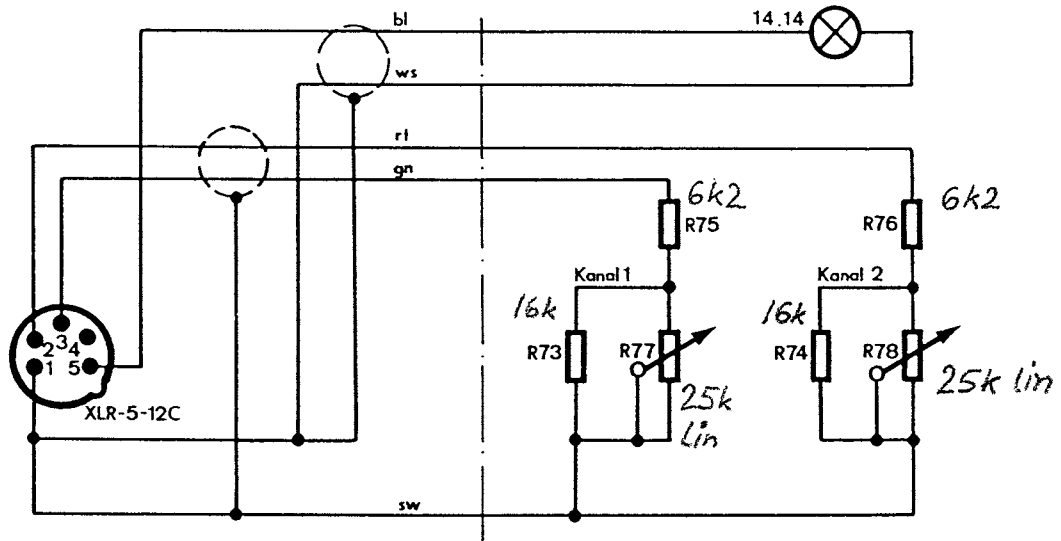 bl
14.14
ws
rt
gn
6k2
R75
6k2
R76
Kanal 1
Kanal 2
16k
R73
R77
25k
Lin
16k
R74
R78
25k lin
2
3
4
1
5
XLR-5-12C
sw